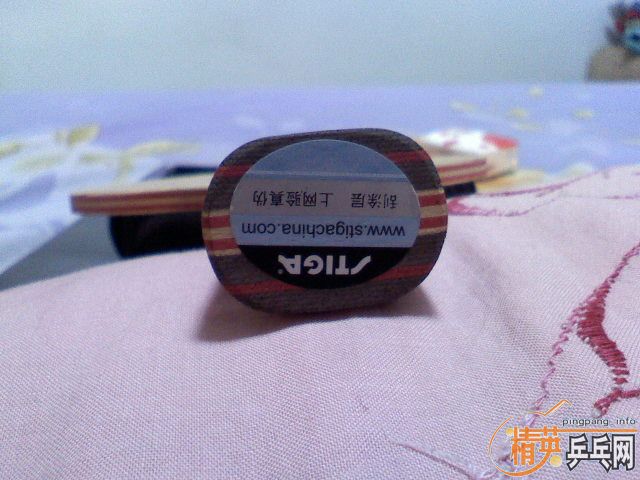 STIGA
www.stigachina.com
刮涂层 上网验真伪
pingpang info
精英乒乓网